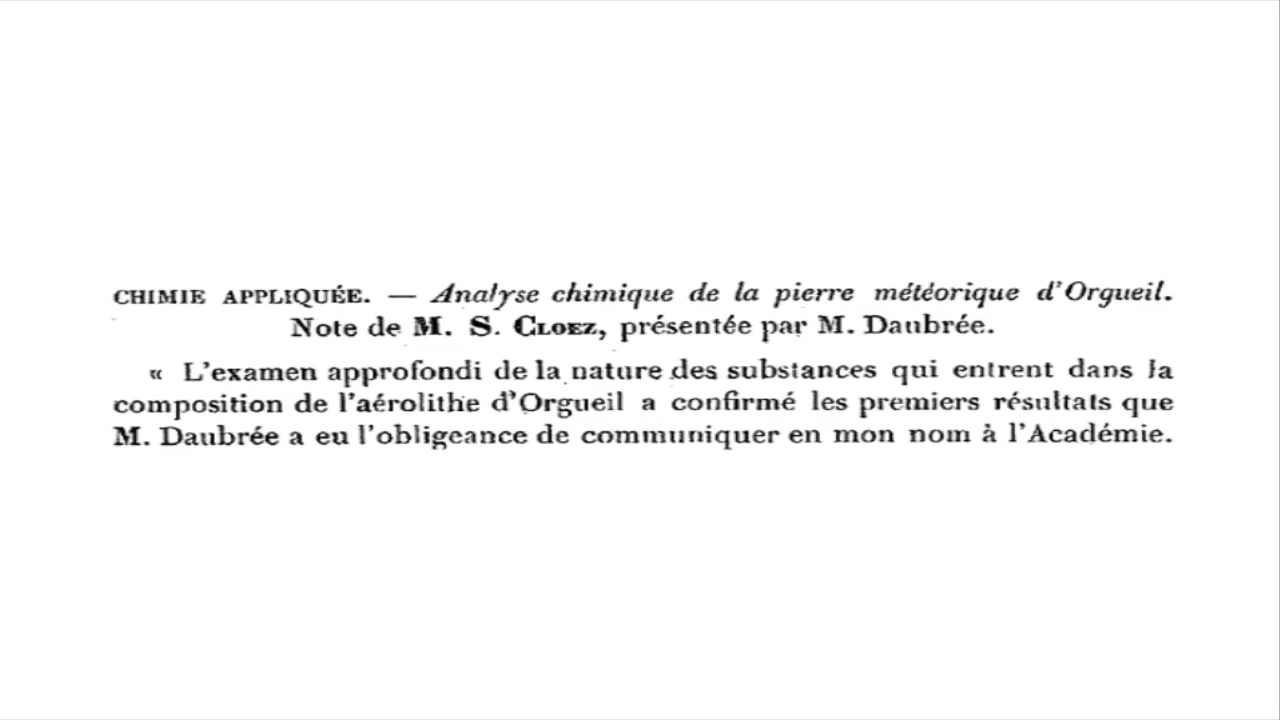 CHIMIE APPLIQUÉE. — Analyse chimique de la pierre météorique d'Orgueil.
Note de M. S. CLOEZ, présentée par M. Daubrée.
« L'examen approfondi de la nature des substances qui entrent dans la
composition de l'aérolithe d'Orgueil a confirmé les premiers résultats que
M. Daubrée a eu l'obligeance de communiquer en mon nom à l'Académie.